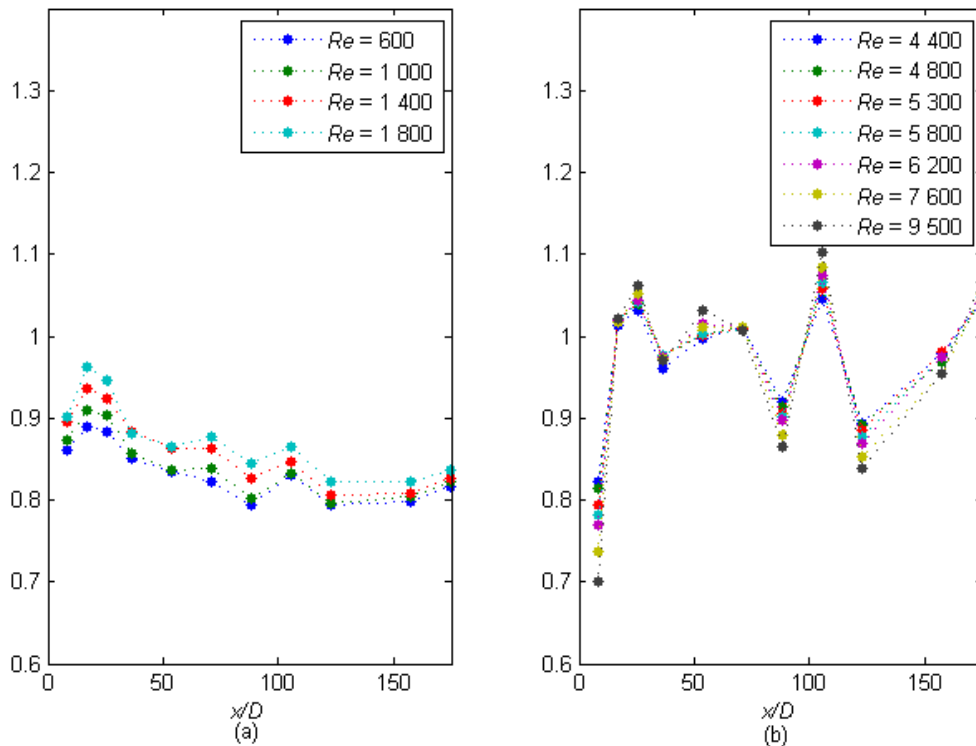 1.3
1.2
1.1
1
0.9
0.8
0.7
0.6
0
50
100
150
x/D
(a)
Re = 600
Re = 1 000
Re = 1 400
Re = 1 800
1.3
1.2
1.1
1
0.9
0.8
0.7
0.6
0
50
100
150
x/D
(b)
Re = 4 400
Re = 4 800
Re = 5 300
Re = 5 800
Re = 6 200
Re = 7 600
Re = 9 500